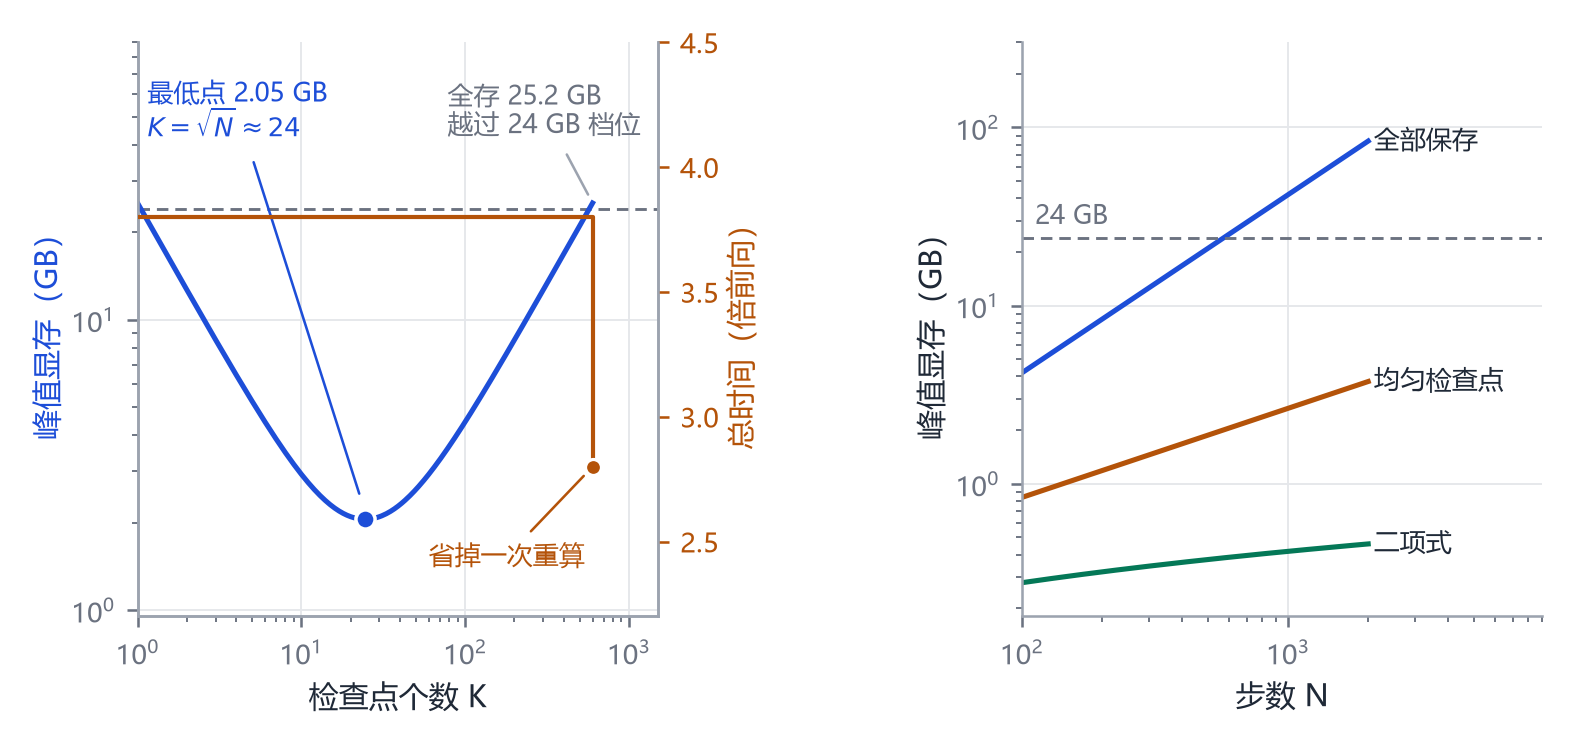 最低点 2.05 GB
K = √N ≈ 24
全存 25.2 GB
越过 24 GB 档位
省掉一次重算
峰值显存（GB）
10¹
10⁰
10⁰
10¹
10²
10³
检查点个数 K
4.5
4.0
3.5
3.0
2.5
总时间（倍前向）
峰值显存（GB）
10²
10¹
10⁰
24 GB
全部保存
均匀检查点
二项式
10²
10³
步数 N